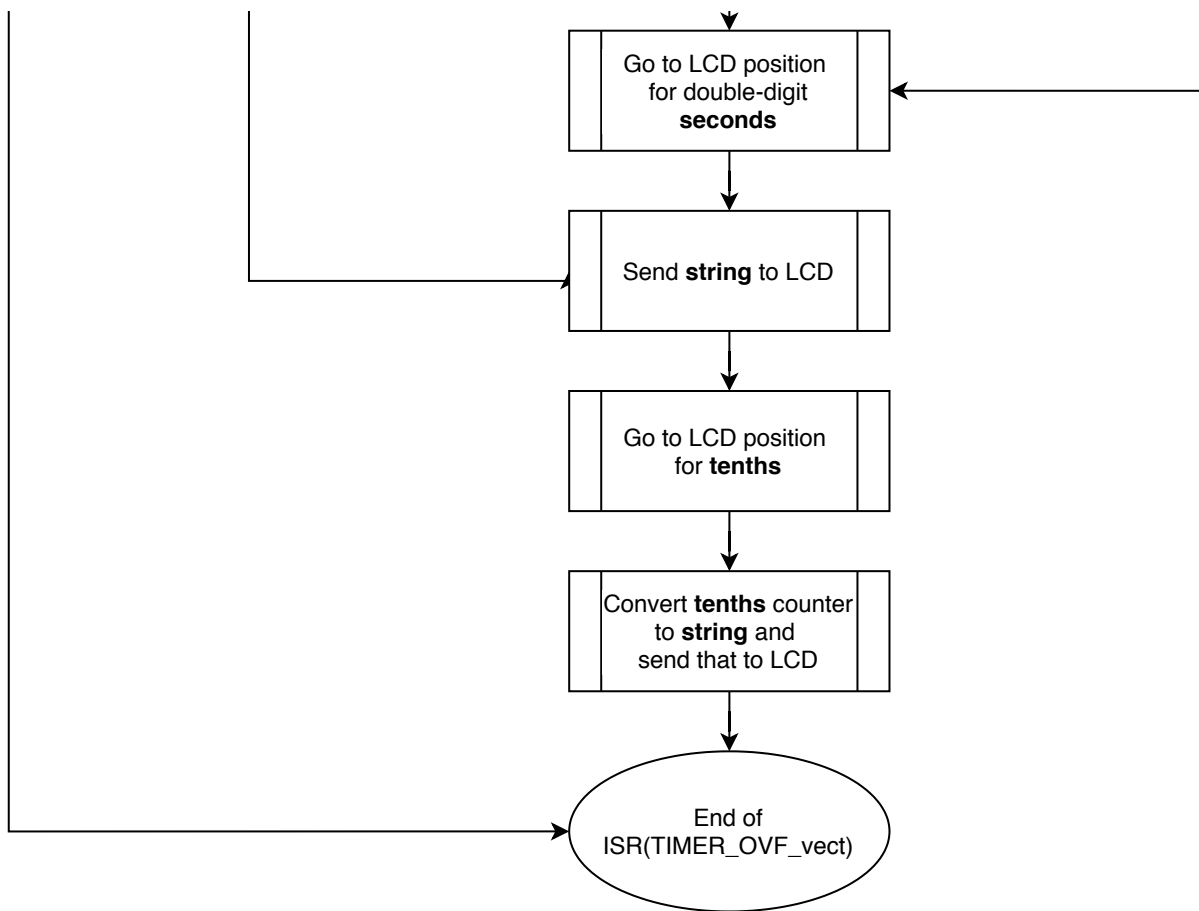 Go to LCD position
for double-digit
seconds
Send string to LCD
Go to LCD position
for tenths
Convert tenths counter
to string and
send that to LCD
End of
ISR(TIMER_OVF_vect)